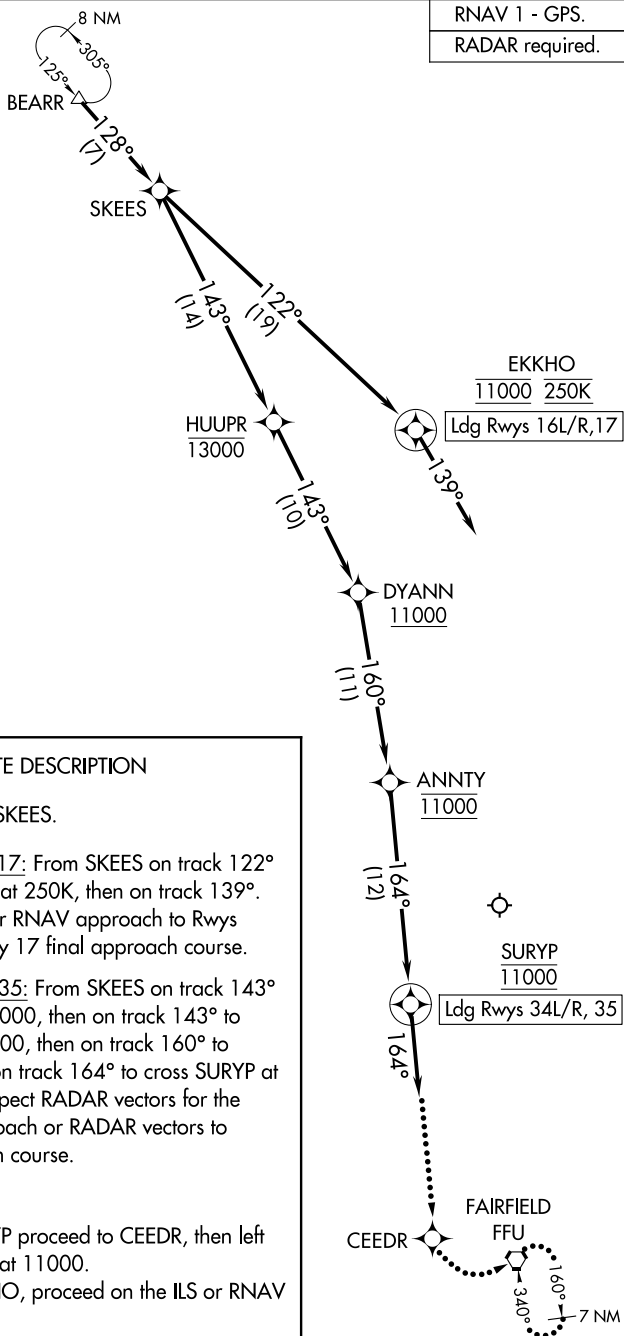 RNAV 1 - GPS.
RADAR required.
8 NM
305°
125°
BEARR
128°
(7)
SKEES
143°
(14)
122°
(19)
EKKHO
11000 250K
Ldg Rwys 16L/R,17
139°
HUUPR
13000
143°
(10)
DYANN
11000
160°
(11)
ANNTY
11000
164°
(12)
SURYP
11000
Ldg Rwys 34L/R, 35
164°
CEEDR
FAIRFIELD
FFU
160°
340°
7 NM
TE DESCRIPTION
SKEES.
17: From SKEES on track 122°
at 250K, then on track 139°.
or RNAV approach to Rwys
y 17 final approach course.
35: From SKEES on track 143°
000, then on track 143° to
00, then on track 160° to
on track 164° to cross SURYP at
pect RADAR vectors for the
oach or RADAR vectors to
h course.
P proceed to CEEDR, then left
at 11000.
HO, proceed on the ILS or RNAV